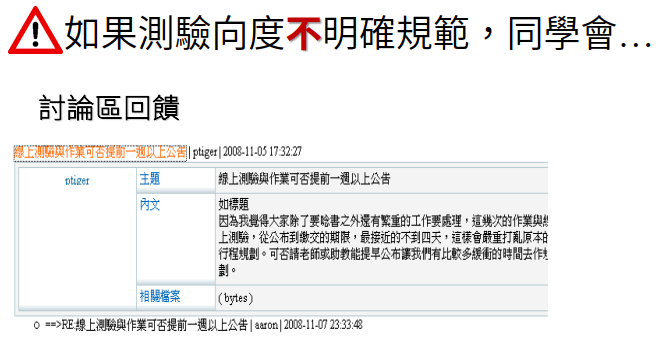 如果測驗向度不明確規範，同學會...
討論區回饋
線上測驗與作業可否提前一週以上公告 | ptiger | 2008-11-05 17:32:27
ptiger
主題
線上測驗與作業可否提前一週以上公告
內文
如標題
因為我覺得大家除了要唸書之外還有繁重的工作要處理，這幾次的作業與線
上測驗，從公布到繳交的期限，最接近的不到四天，這樣會嚴重打亂原本的
行程規劃。可否請老師或助教能提早公布讓我們有比較多緩衝的時間去作規
劃。
相關檔案
( bytes )
==>RE:線上測驗與作業可否提前一週以上公告 | aaron | 2008-11-07 23:33:48